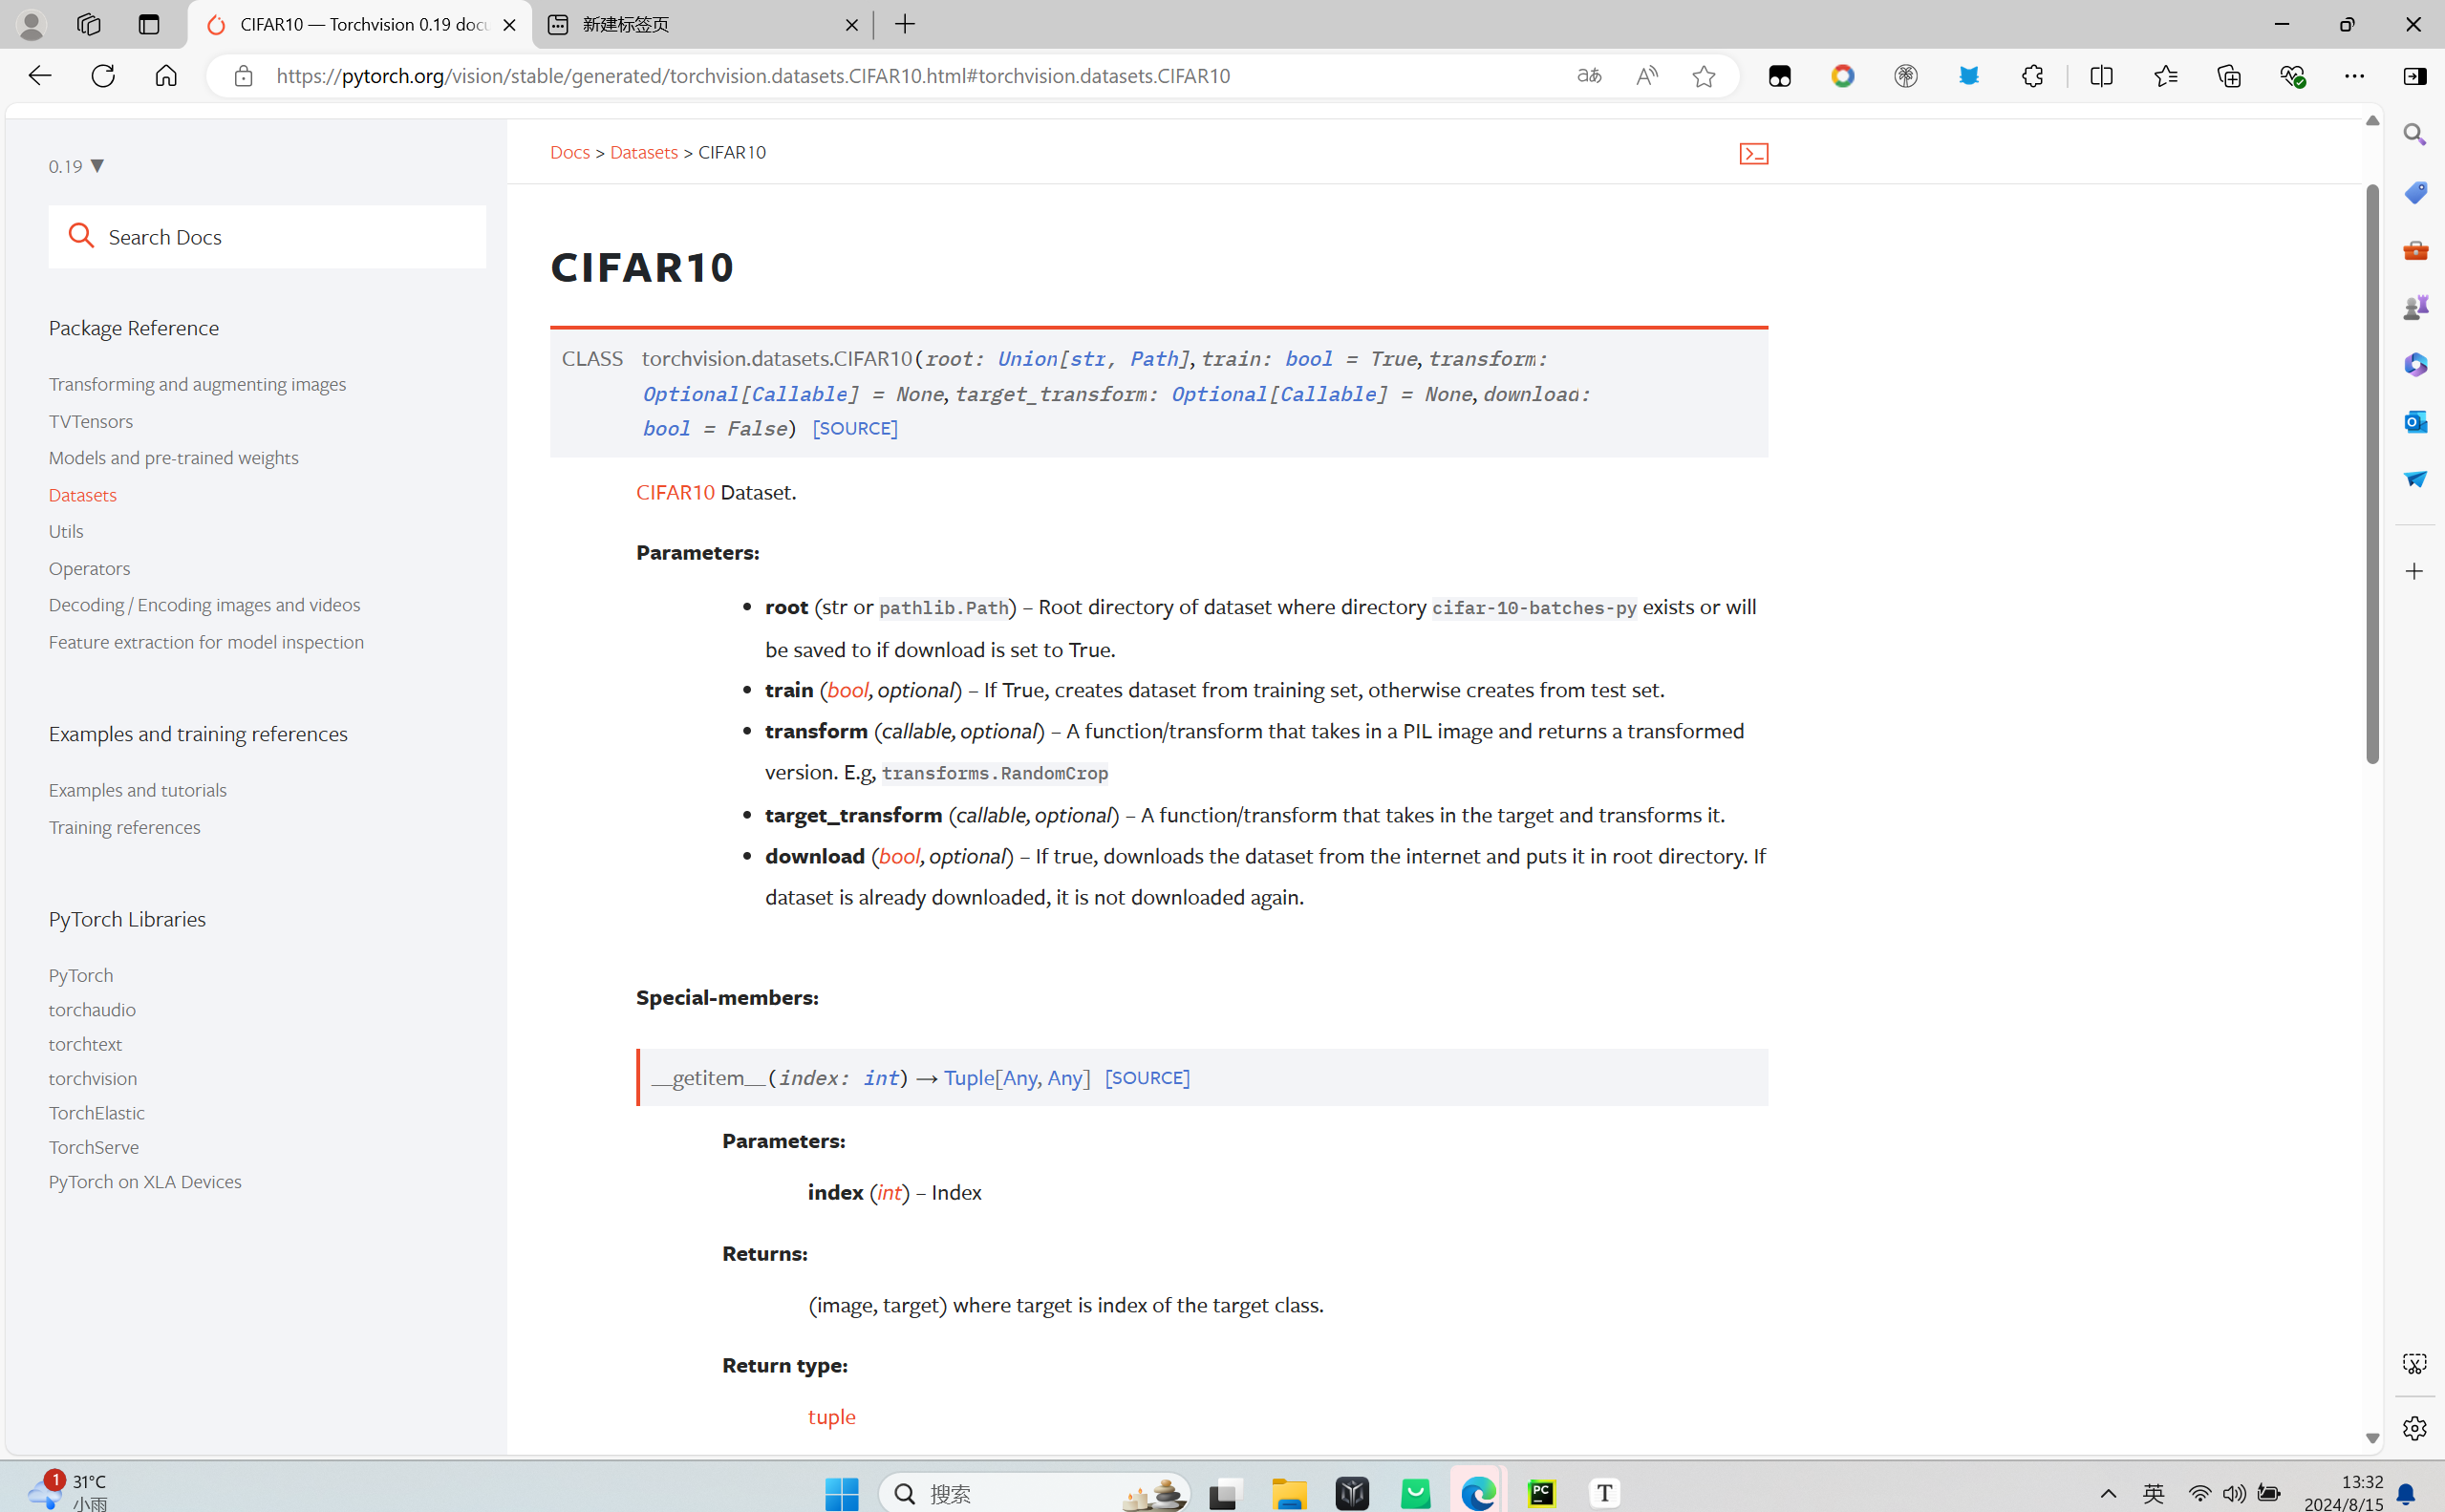 CIFAR10 — Torchvision 0.19 docu
新建标签页
https://pytorch.org/vision/stable/generated/torchvision.datasets.CIFAR10.html#torchvision.datasets.CIFAR10
0.19 ▼
Search Docs
Package Reference
Transforming and augmenting images
TVTensors
Models and pre-trained weights
Datasets
Utils
Operators
Decoding / Encoding images and videos
Feature extraction for model inspection
Examples and training references
Examples and tutorials
Training references
PyTorch Libraries
PyTorch
torchaudio
torchtext
torchvision
TorchElastic
TorchServe
PyTorch on XLA Devices
Docs > Datasets > CIFAR10
CIFAR10
CLASS torchvision.datasets.CIFAR10(root: Union[str, Path], train: bool = True, transform:
Optional[Callable] = None, target_transform: Optional[Callable] = None, download:
bool = False) [SOURCE]
CIFAR10 Dataset.
Parameters:
• root (str or pathlib.Path) – Root directory of dataset where directory cifar-10-batches-py exists or will
be saved to if download is set to True.
• train (bool, optional) – If True, creates dataset from training set, otherwise creates from test set.
• transform (callable, optional) – A function/transform that takes in a PIL image and returns a transformed
version. E.g, transforms.RandomCrop
• target_transform (callable, optional) – A function/transform that takes in the target and transforms it.
• download (bool, optional) – If true, downloads the dataset from the internet and puts it in root directory. If
dataset is already downloaded, it is not downloaded again.
Special-members:
__getitem__(index: int) → Tuple[Any, Any] [SOURCE]
Parameters:
index (int) – Index
Returns:
(image, target) where target is index of the target class.
Return type:
tuple
1
31°C
小雨
搜索
PC
T
英
13:32
2024/8/15